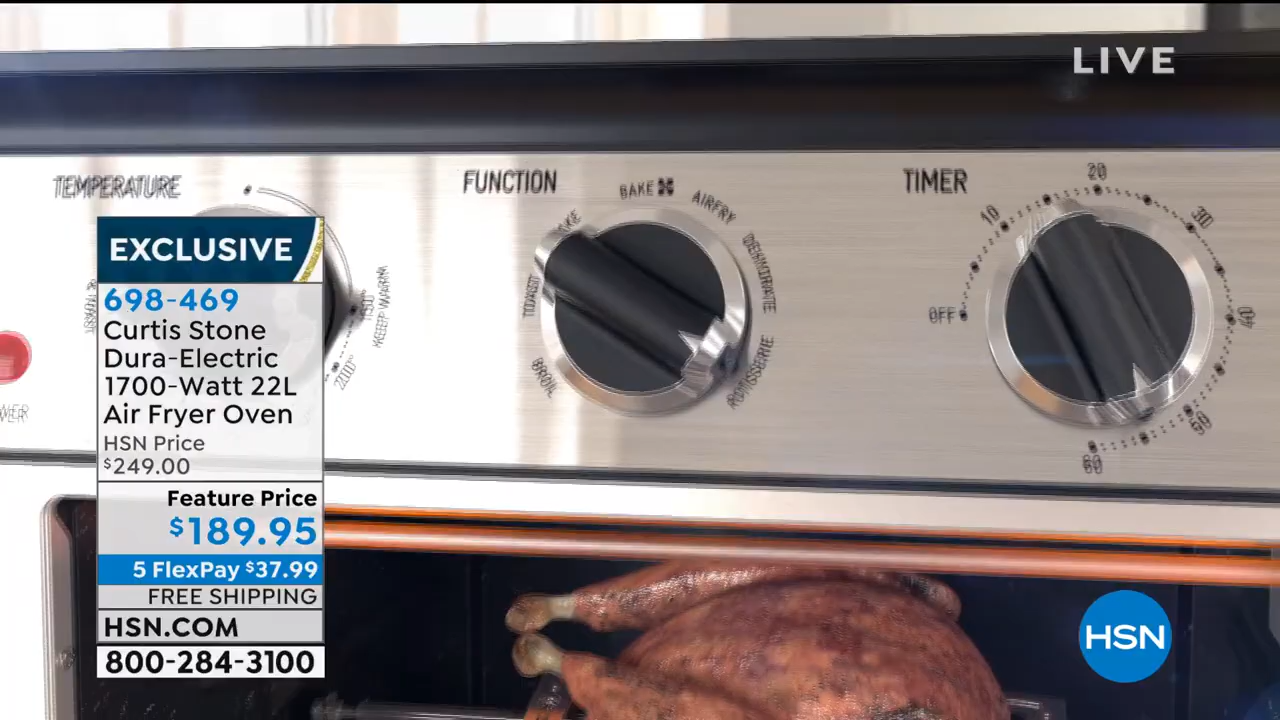 LIVE
TEMPERATURE
FUNCTION
BAKE
AIRFRY
DEHYDRATE
ROTISSERIE
TOAST
BROIL
TIMER
OFF
10
20
30
40
50
60
EXCLUSIVE
698-469
Curtis Stone
Dura-Electric
1700-Watt 22L
Air Fryer Oven
HSN Price
$249.00
Feature Price
$189.95
5 FlexPay $37.99
FREE SHIPPING
HSN.COM
800-284-3100
HSN